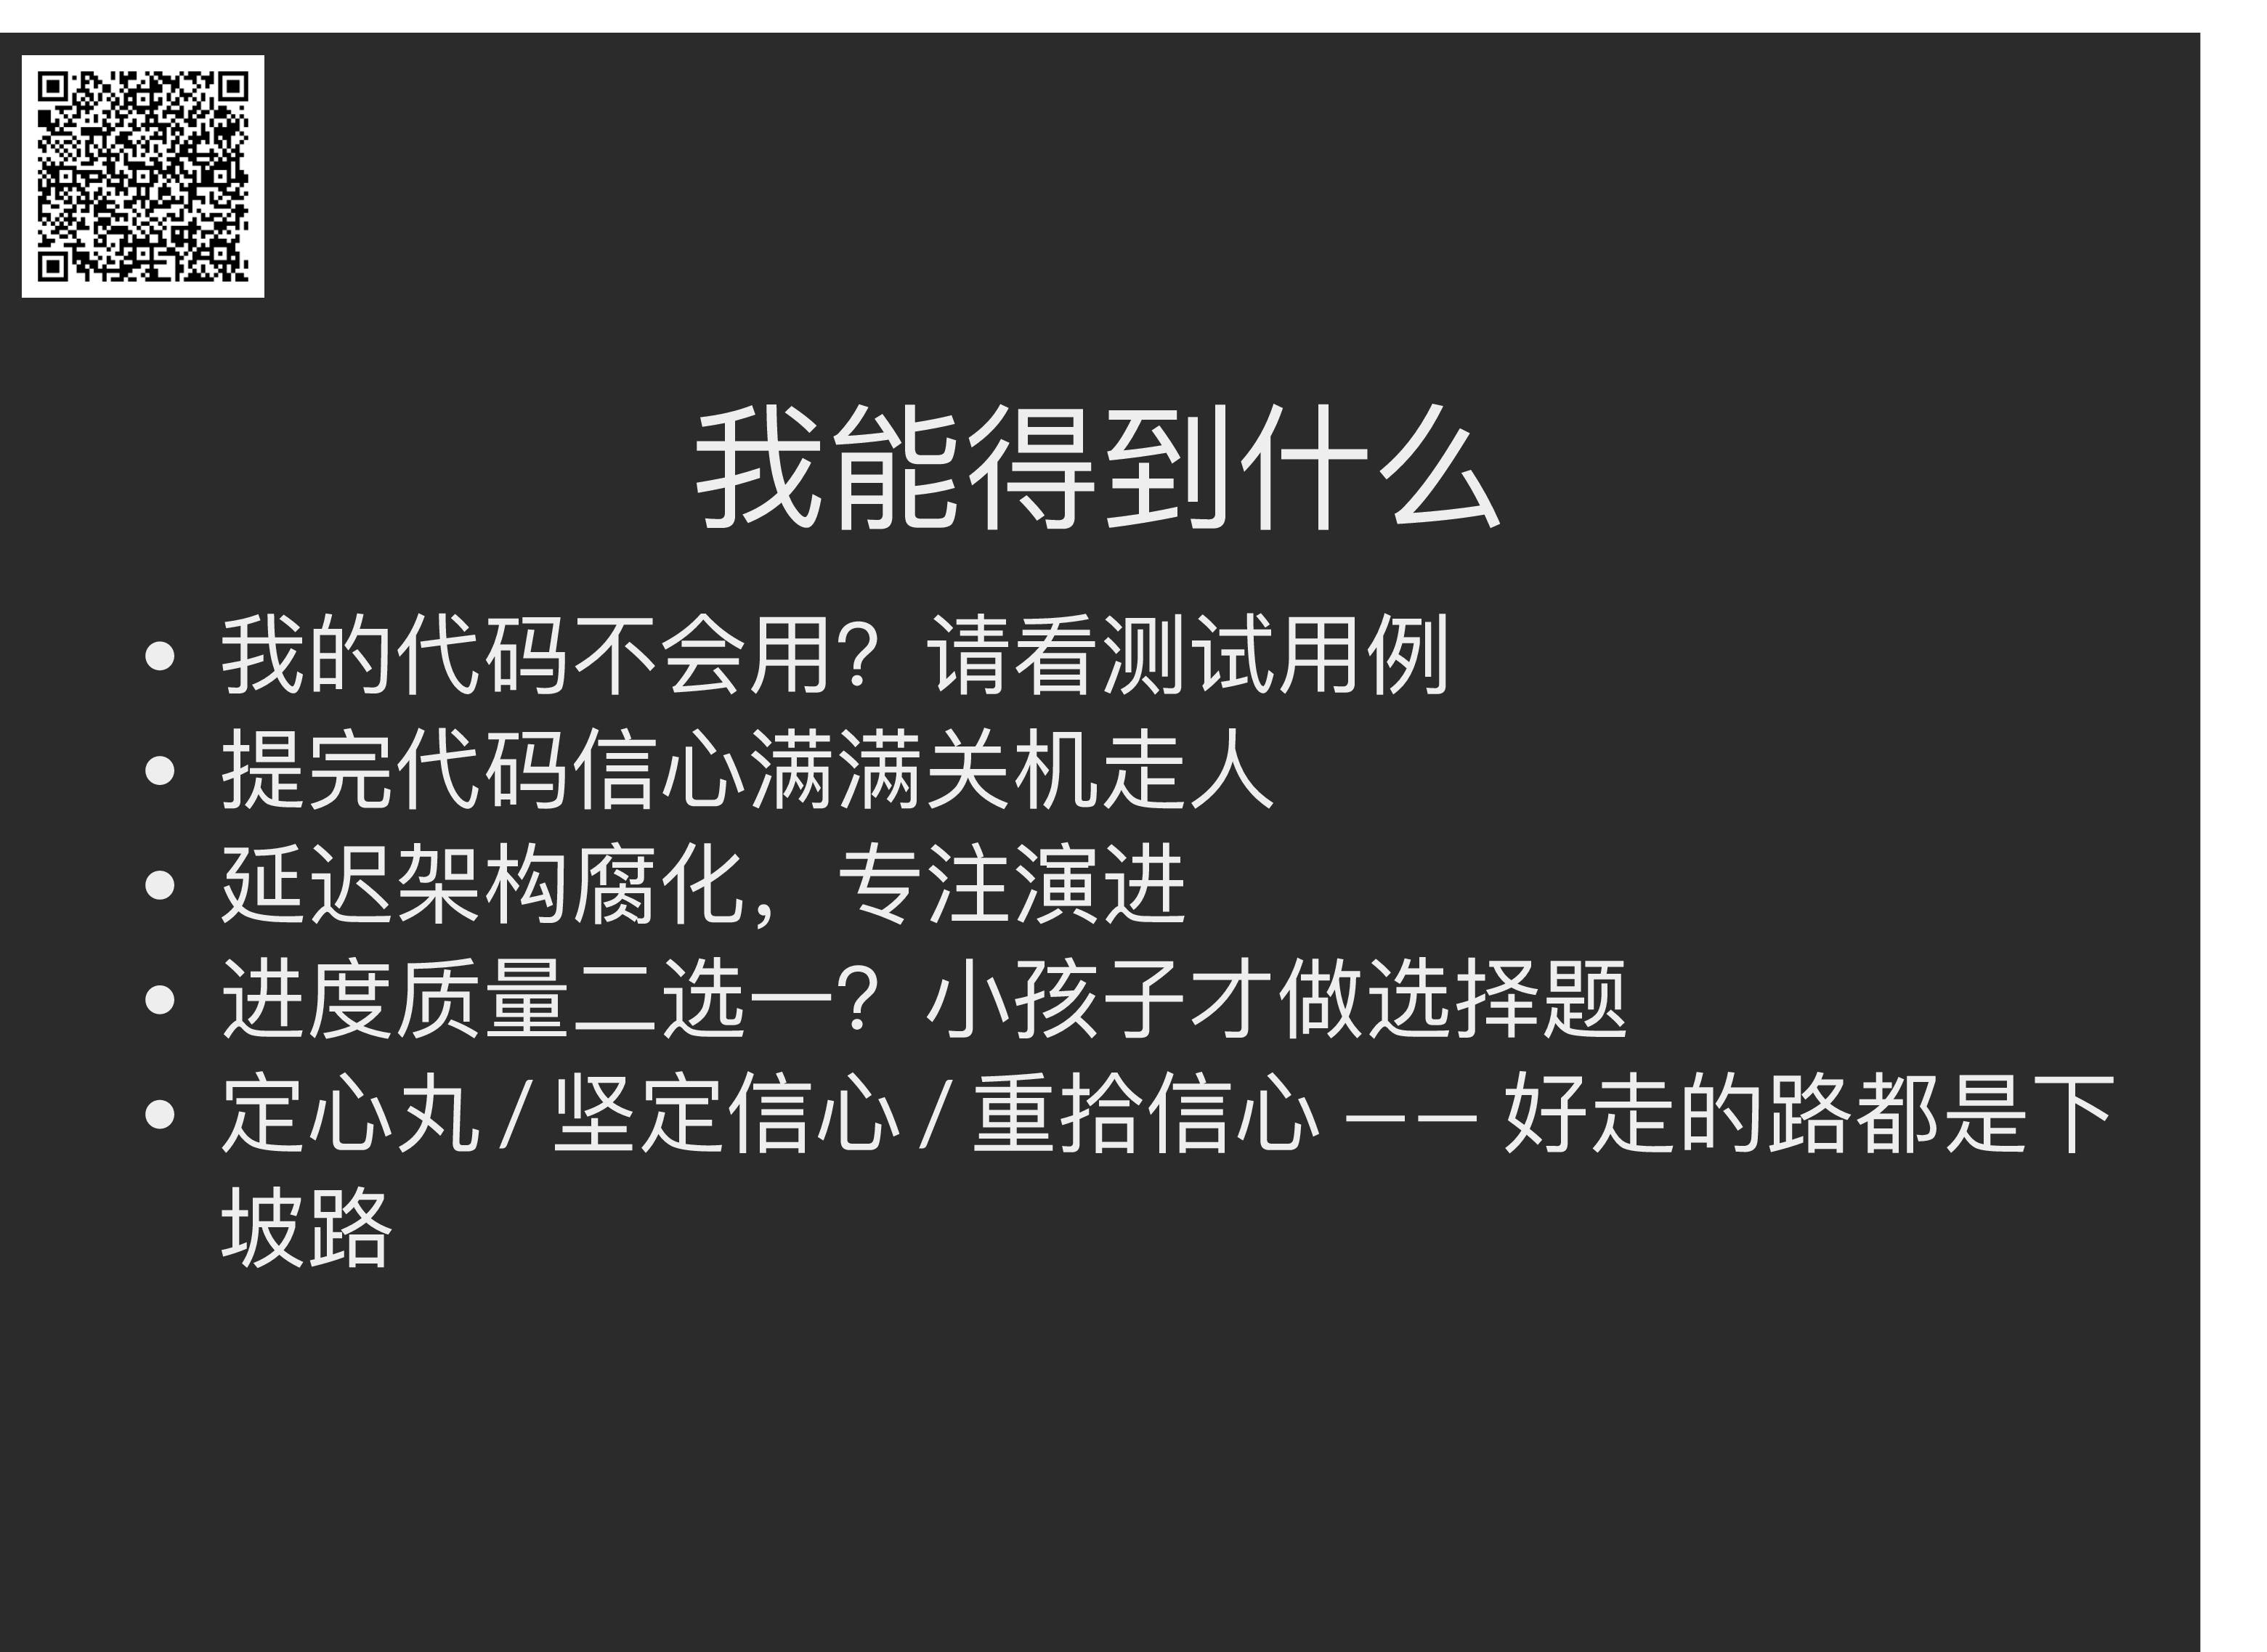 我能得到什么
• 我的代码不会用？请看测试用例
• 提完代码信心满满关机走人
• 延迟架构腐化，专注演进
• 进度质量二选一？小孩子才做选择题
• 定心丸/坚定信心/重拾信心——好走的路都是下
坡路